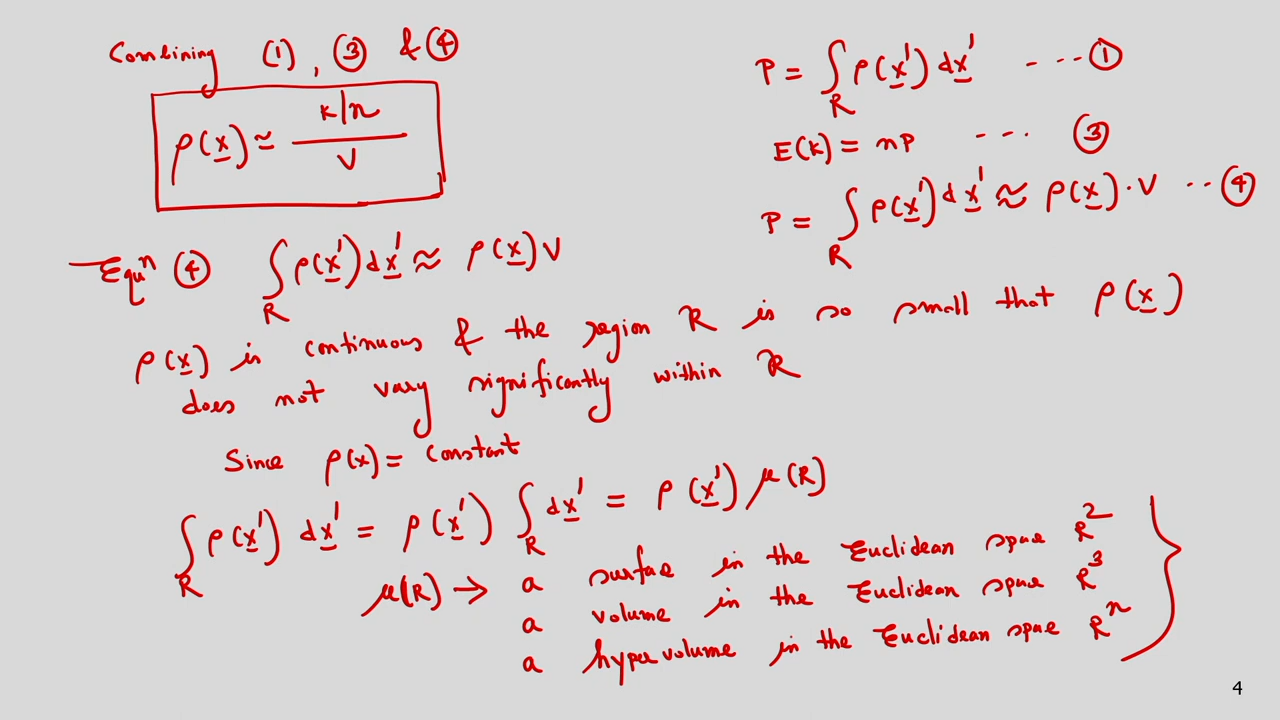 Combining (1), ③ & ④
p(x) ≈ (k/n) / V
P = ∫_R p(x') dx' ---- ①
E(k) = nP --- ③
P = ∫_R p(x') dx' ≈ p(x) · V -- ④
Equⁿ ④ ∫_R p(x') dx' ≈ p(x) V
p(x) is continuous & the region R is so small that p(x)
does not vary significantly within R
Since p(x) = constant
∫_R p(x') dx' = p(x') ∫_R dx' = p(x') μ(R)
μ(R) → a surface in the Euclidean space R²
a volume in the Euclidean space R³
a hypervolume in the Euclidean spae Rⁿ
4